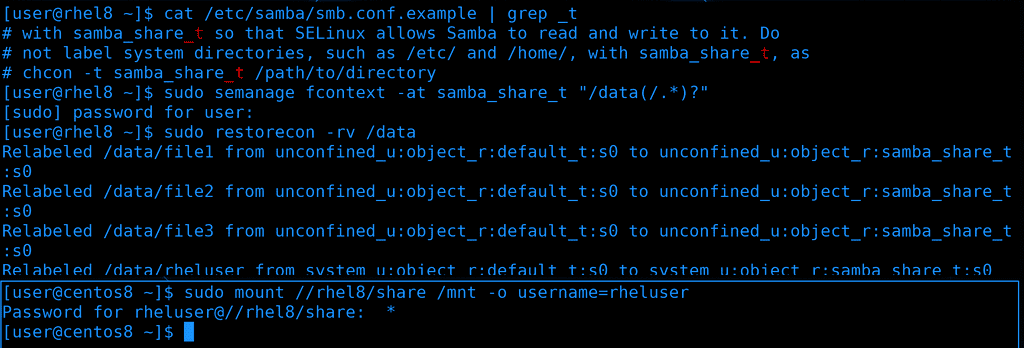 [user@rhel8 ~]$ cat /etc/samba/smb.conf.example | grep _t
# with samba_share_t so that SELinux allows Samba to read and write to it. Do
# not label system directories, such as /etc/ and /home/, with samba_share_t, as
# chcon -t samba_share_t /path/to/directory
[user@rhel8 ~]$ sudo semanage fcontext -at samba_share_t "/data(/.*)?"
[sudo] password for user:
[user@rhel8 ~]$ sudo restorecon -rv /data
Relabeled /data/file1 from unconfined_u:object_r:default_t:s0 to unconfined_u:object_r:samba_share_t
:s0
Relabeled /data/file2 from unconfined_u:object_r:default_t:s0 to unconfined_u:object_r:samba_share_t
:s0
Relabeled /data/file3 from unconfined_u:object_r:default_t:s0 to unconfined_u:object_r:samba_share_t
:s0
Relabeled /data/rheluser from system_u:object_r:default_t:s0 to system_u:object_r:samba_share_t:s0
[user@centos8 ~]$ sudo mount //rhel8/share /mnt -o username=rheluser
Password for rheluser@//rhel8/share:  *
[user@centos8 ~]$